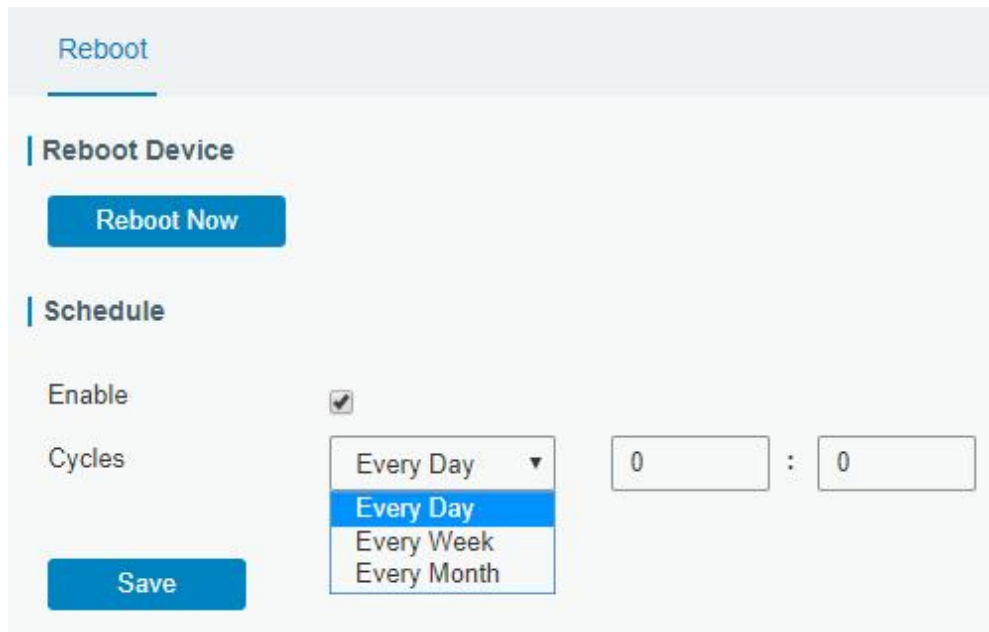 Reboot
Reboot Device
Reboot Now
Schedule
Enable
Cycles Every Day ▼ 0 : 0
Every Day
Every Week
Every Month
Save